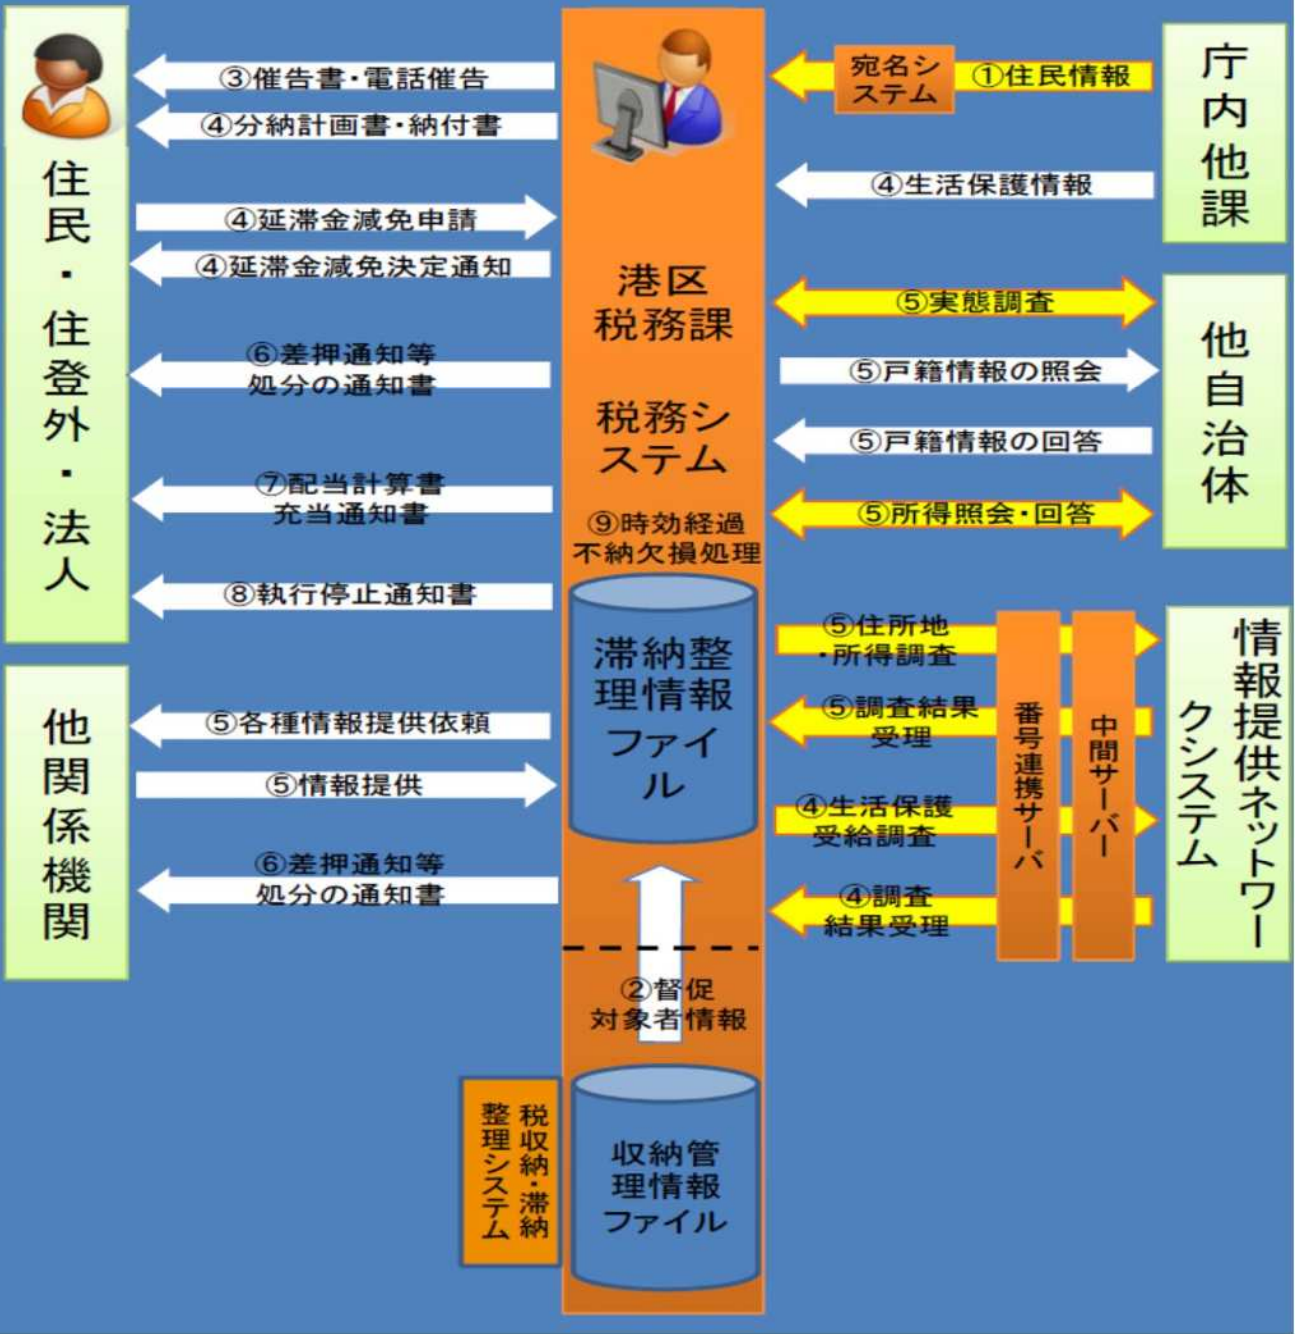 住民・住登外・法人
③催告書・電話催告
④分納計画書・納付書
④延滞金減免申請
④延滞金減免決定通知
⑥差押通知等
処分の通知書
⑦配当計算書
充当通知書
⑧執行停止通知書
他関係機関
⑤各種情報提供依頼
⑤情報提供
⑥差押通知等
処分の通知書
港区
税務課
税務シ
ステム
⑨時効経過
不納欠損処理
滞納整
理情報
ファイ
ル
②督促
対象者情報
税収納・滞納
整理システム
収納管
理情報
ファイル
宛名シ
ステム
①住民情報
④生活保護情報
庁内他課
⑤実態調査
⑤戸籍情報の照会
⑤戸籍情報の回答
⑤所得照会・回答
他自治体
⑤住所地
・所得調査
⑤調査結果
受理
④生活保護
受給調査
④調査
結果受理
番号連携サーバ
中間サーバー
情報提供ネットワー
クシステム